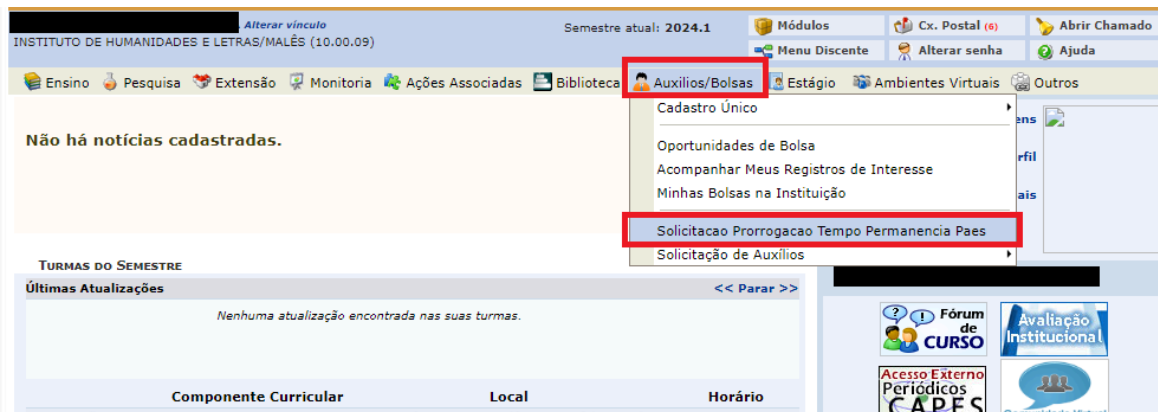 Alterar vínculo
Semestre atual: 2024.1
Módulos
Cx. Postal (6)
Abrir Chamado
INSTITUTO DE HUMANIDADES E LETRAS/MALÊS (10.00.09)
Menu Discente
Alterar senha
Ajuda
Ensino Pesquisa Extensão Monitoria Ações Associadas Biblioteca Auxílios/Bolsas Estágio Ambientes Virtuais Outros
Cadastro Único
ens
Não há notícias cadastradas.
Oportunidades de Bolsa
rfil
Acompanhar Meus Registros de Interesse
Minhas Bolsas na Instituição
ais
Solicitacao Prorrogacao Tempo Permanencia Paes
Solicitação de Auxílios
TURMAS DO SEMESTRE
Últimas Atualizações
<< Parar >>
Nenhuma atualização encontrada nas suas turmas.
Fórum
de
CURSO
Avaliação
Institucional
Acesso Externo
Periódicos
CAPES
Componente Curricular Local Horário